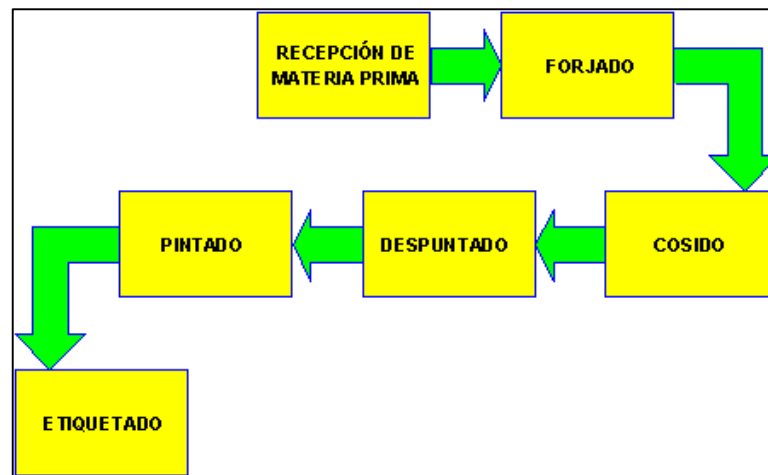 RECEPCIÓN DE
MATERIA PRIMA
FORJADO
COSIDO
DESPUNTADO
PINTADO
ETIQUETADO